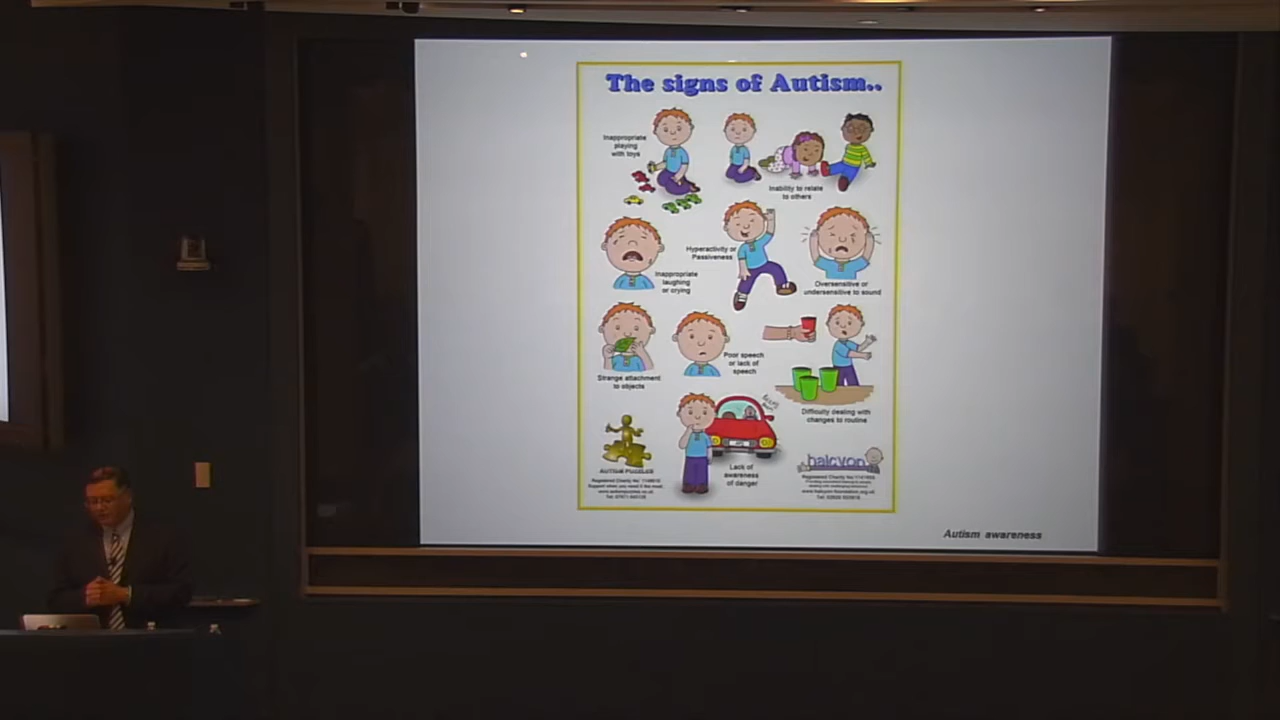 The signs of Autism..
Inappropriate
playing
with toys
Inability to relate
to others
Hyperactivity or
Passiveness
Inappropriate
laughing
or crying
Oversensitive or
undersensitive to sound
Strange attachment
to objects
Poor speech
or lack of
speech
Difficulty dealing with
changes to routine
Lack of
awareness
of danger
AUTISM PUZZLES
halcyon
Autism awareness